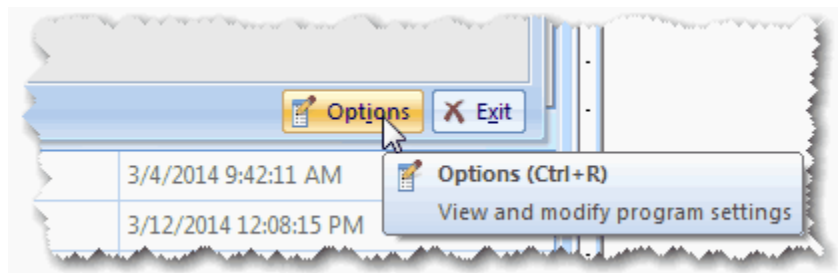 Options
Exit
3/4/2014 9:42:11 AM
Options (Ctrl+R)
3/12/2014 12:08:15 PM
View and modify program settings